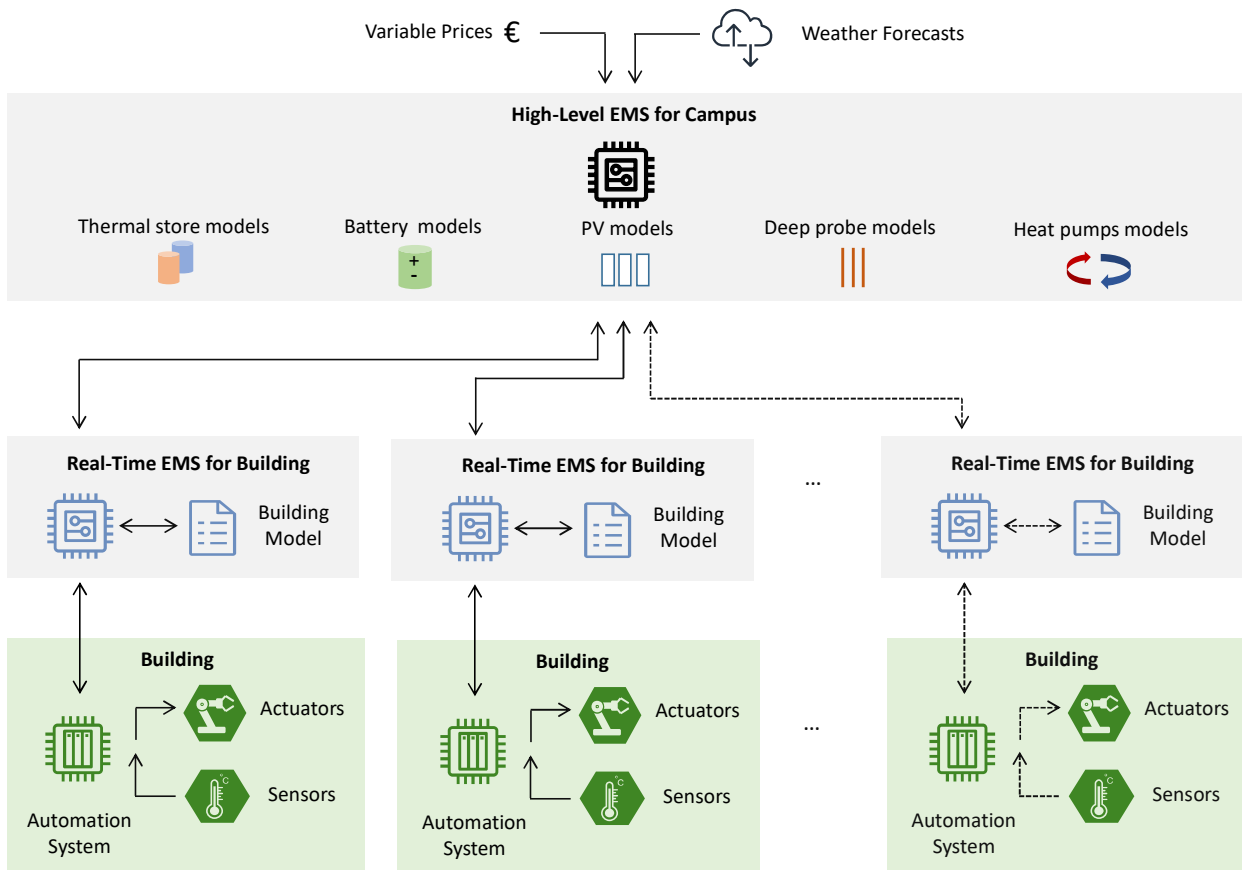 Variable Prices €
Weather Forecasts
High-Level EMS for Campus
Thermal store models
Battery models
PV models
Deep probe models
Heat pumps models
+
-
Real-Time EMS for Building
Building
Model
Real-Time EMS for Building
Building
Model
...
Real-Time EMS for Building
Building
Model
Building
Actuators
°C
Sensors
Automation
System
Building
Actuators
°C
Sensors
Automation
System
...
Building
Actuators
°C
Sensors
Automation
System